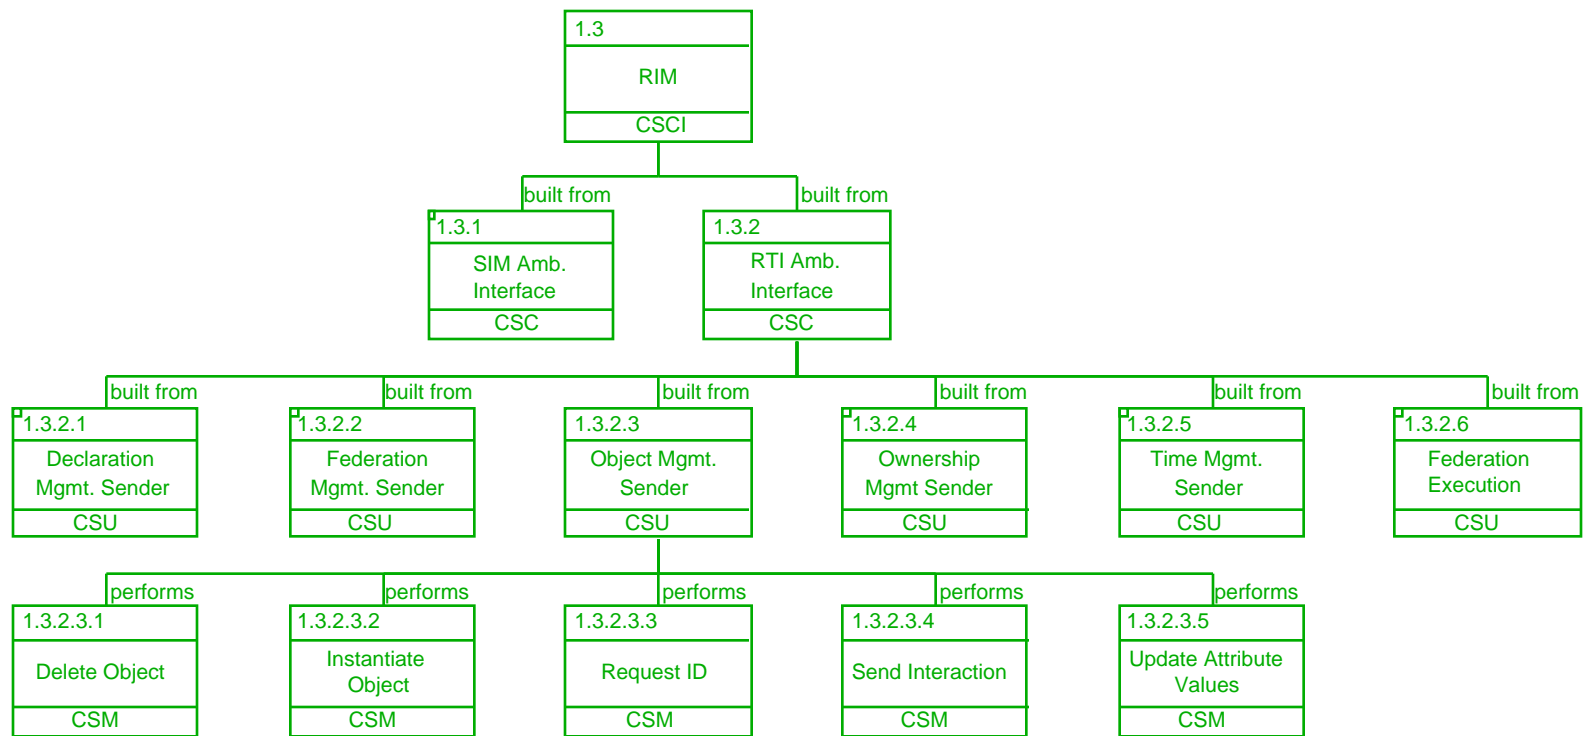 1.3
RIM
CSCI
built from
built from
1.3.1
SIM Amb.
Interface
CSC
1.3.2
RTI Amb.
Interface
CSC
built from
built from
built from
built from
built from
built from
1.3.2.1
Declaration
Mgmt. Sender
CSU
1.3.2.2
Federation
Mgmt. Sender
CSU
1.3.2.3
Object Mgmt.
Sender
CSU
1.3.2.4
Ownership
Mgmt Sender
CSU
1.3.2.5
Time Mgmt.
Sender
CSU
1.3.2.6
Federation
Execution
CSU
performs
performs
performs
performs
performs
1.3.2.3.1
Delete Object
CSM
1.3.2.3.2
Instantiate
Object
CSM
1.3.2.3.3
Request ID
CSM
1.3.2.3.4
Send Interaction
CSM
1.3.2.3.5
Update Attribute
Values
CSM